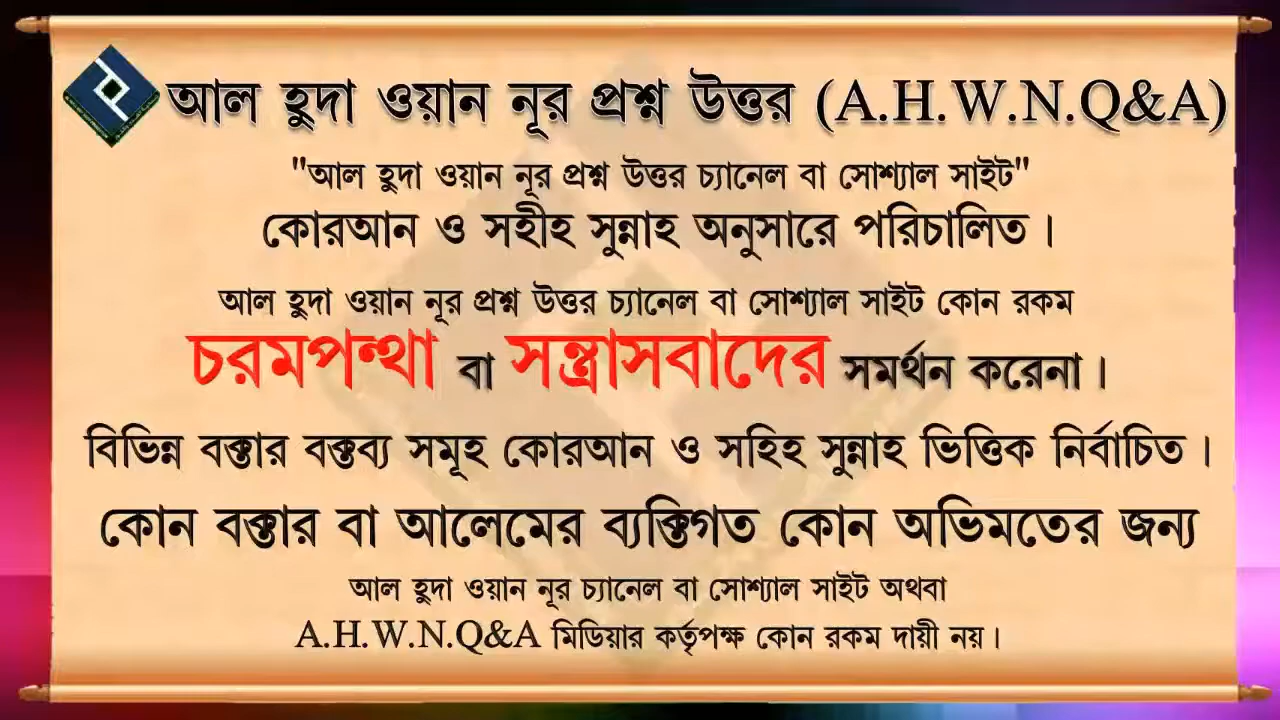 আল হুদা ওয়ান নূর প্রশ্ন উত্তর (A.H.W.N.Q&A)
"আল হুদা ওয়ান নূর প্রশ্ন উত্তর চ্যানেল বা সোশ্যাল সাইট"
কোরআন ও সহীহ সুন্নাহ অনুসারে পরিচালিত।
আল হুদা ওয়ান নূর প্রশ্ন উত্তর চ্যানেল বা সোশ্যাল সাইট কোন রকম
চরমপন্থা বা সন্ত্রাসবাদের সমর্থন করেনা।
বিভিন্ন বক্তার বক্তব্য সমূহ কোরআন ও সহিহ সুন্নাহ ভিত্তিক নির্বাচিত।
কোন বক্তার বা আলেমের ব্যক্তিগত কোন অভিমতের জন্য
আল হুদা ওয়ান নূর চ্যানেল বা সোশ্যাল সাইট অথবা
A.H.W.N.Q&A মিডিয়ার কর্তৃপক্ষ কোন রকম দায়ী নয়।